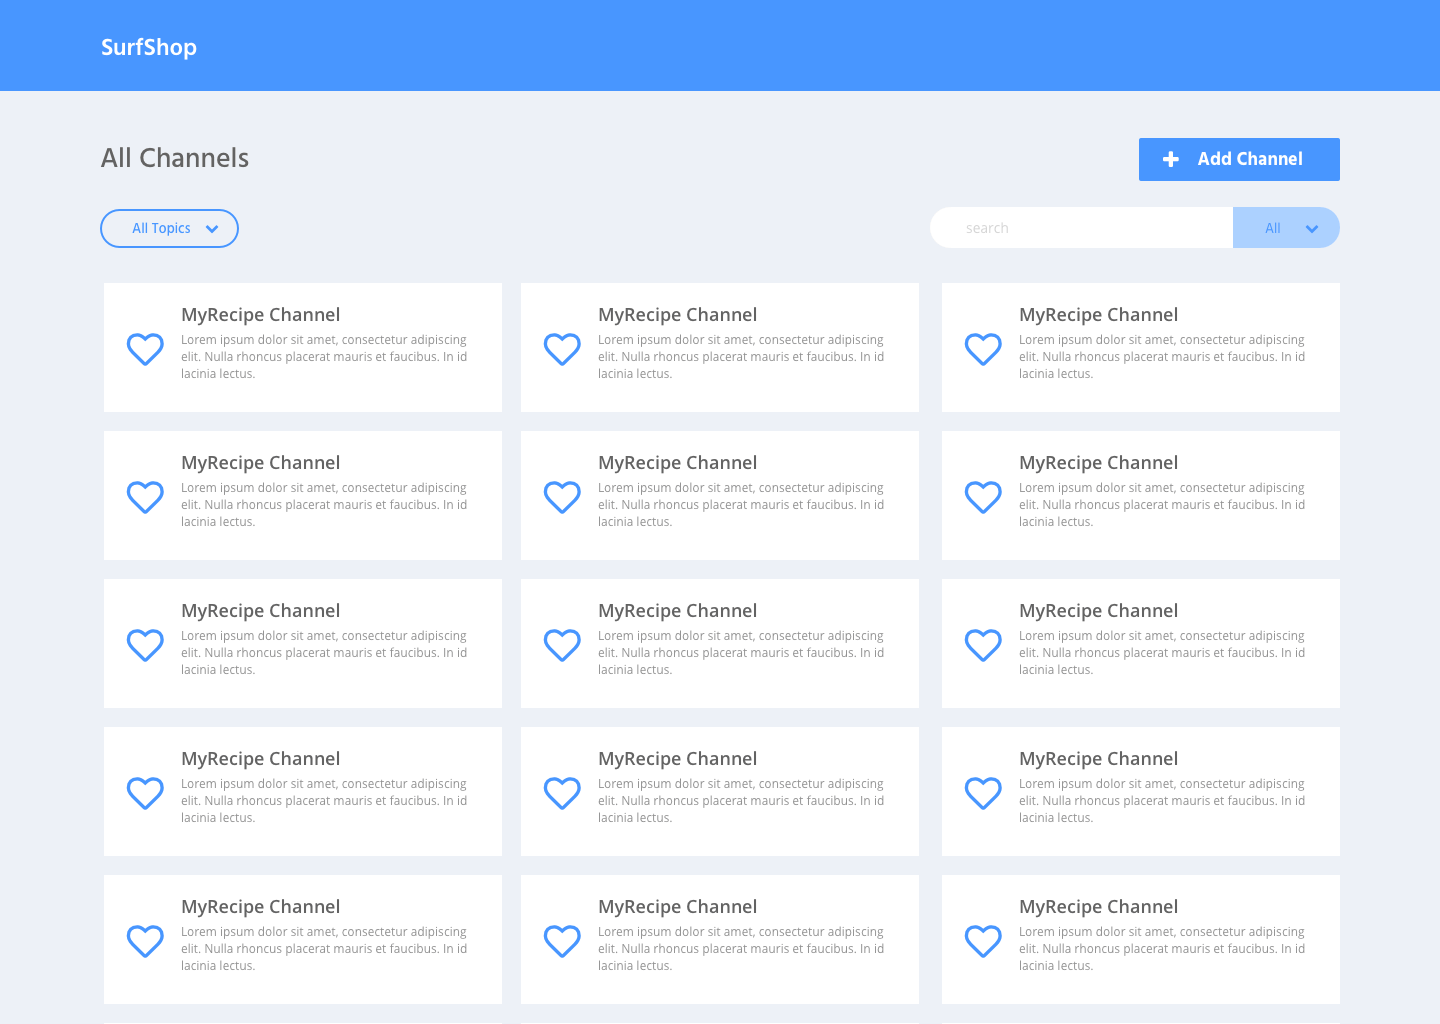 SurfShop
All Channels
Add Channel
All Topics
search
All
MyRecipe Channel
Lorem ipsum dolor sit amet, consectetur adipiscing
elit. Nulla rhoncus placerat mauris et faucibus. In id
lacinia lectus.
MyRecipe Channel
Lorem ipsum dolor sit amet, consectetur adipiscing
elit. Nulla rhoncus placerat mauris et faucibus. In id
lacinia lectus.
MyRecipe Channel
Lorem ipsum dolor sit amet, consectetur adipiscing
elit. Nulla rhoncus placerat mauris et faucibus. In id
lacinia lectus.
MyRecipe Channel
Lorem ipsum dolor sit amet, consectetur adipiscing
elit. Nulla rhoncus placerat mauris et faucibus. In id
lacinia lectus.
MyRecipe Channel
Lorem ipsum dolor sit amet, consectetur adipiscing
elit. Nulla rhoncus placerat mauris et faucibus. In id
lacinia lectus.
MyRecipe Channel
Lorem ipsum dolor sit amet, consectetur adipiscing
elit. Nulla rhoncus placerat mauris et faucibus. In id
lacinia lectus.
MyRecipe Channel
Lorem ipsum dolor sit amet, consectetur adipiscing
elit. Nulla rhoncus placerat mauris et faucibus. In id
lacinia lectus.
MyRecipe Channel
Lorem ipsum dolor sit amet, consectetur adipiscing
elit. Nulla rhoncus placerat mauris et faucibus. In id
lacinia lectus.
MyRecipe Channel
Lorem ipsum dolor sit amet, consectetur adipiscing
elit. Nulla rhoncus placerat mauris et faucibus. In id
lacinia lectus.
MyRecipe Channel
Lorem ipsum dolor sit amet, consectetur adipiscing
elit. Nulla rhoncus placerat mauris et faucibus. In id
lacinia lectus.
MyRecipe Channel
Lorem ipsum dolor sit amet, consectetur adipiscing
elit. Nulla rhoncus placerat mauris et faucibus. In id
lacinia lectus.
MyRecipe Channel
Lorem ipsum dolor sit amet, consectetur adipiscing
elit. Nulla rhoncus placerat mauris et faucibus. In id
lacinia lectus.
MyRecipe Channel
Lorem ipsum dolor sit amet, consectetur adipiscing
elit. Nulla rhoncus placerat mauris et faucibus. In id
lacinia lectus.
MyRecipe Channel
Lorem ipsum dolor sit amet, consectetur adipiscing
elit. Nulla rhoncus placerat mauris et faucibus. In id
lacinia lectus.
MyRecipe Channel
Lorem ipsum dolor sit amet, consectetur adipiscing
elit. Nulla rhoncus placerat mauris et faucibus. In id
lacinia lectus.